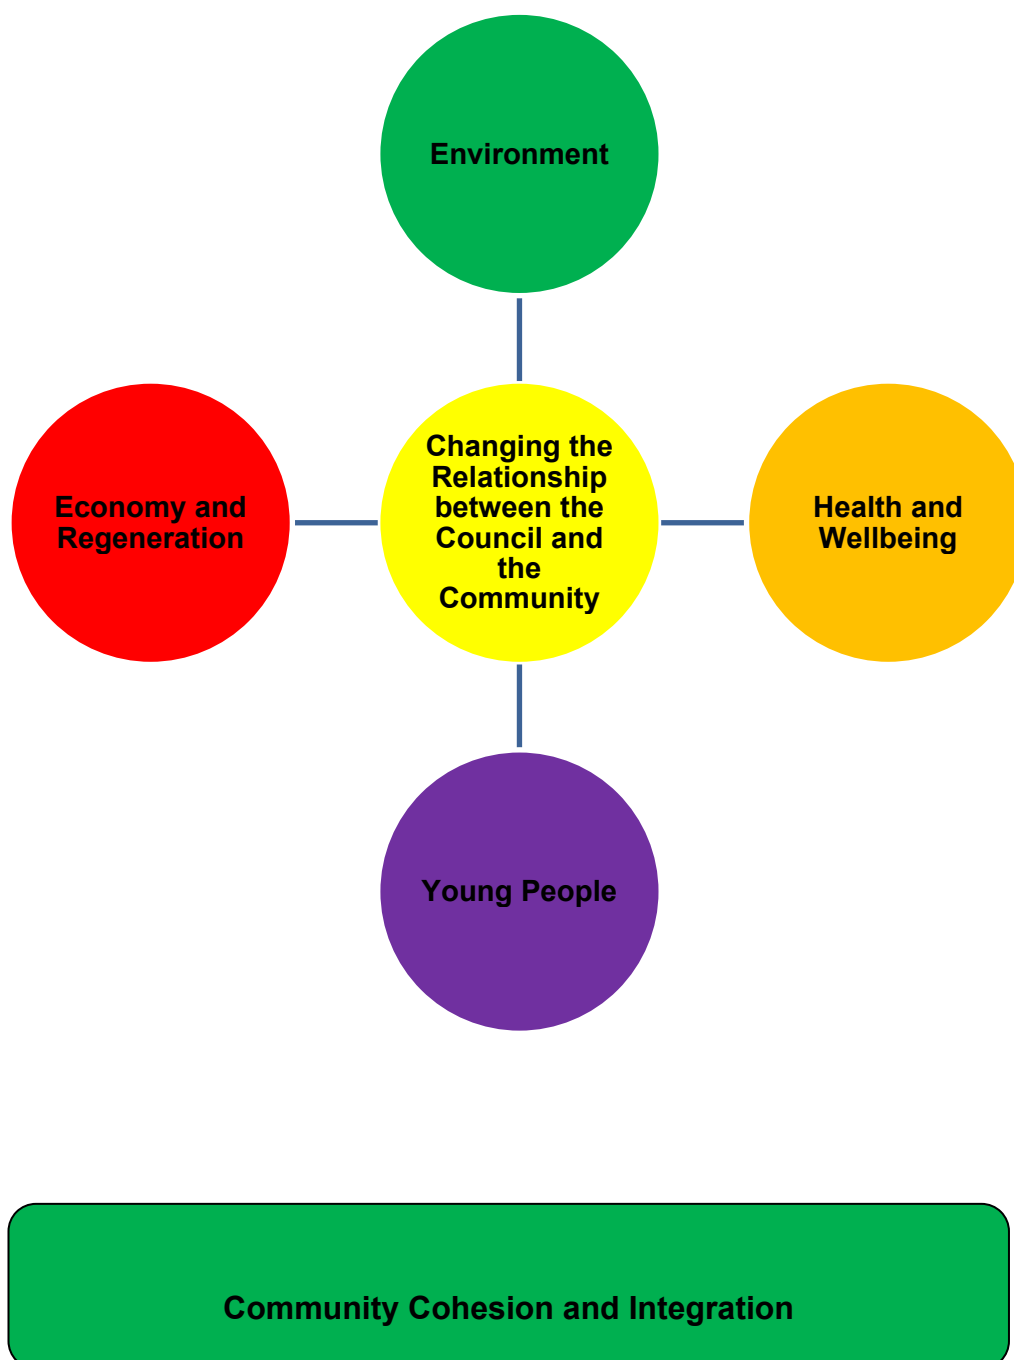 Environment
Economy and
Regeneration
Changing the
Relationship
between the
Council and
the
Community
Health and
Wellbeing
Young People
Community Cohesion and Integration